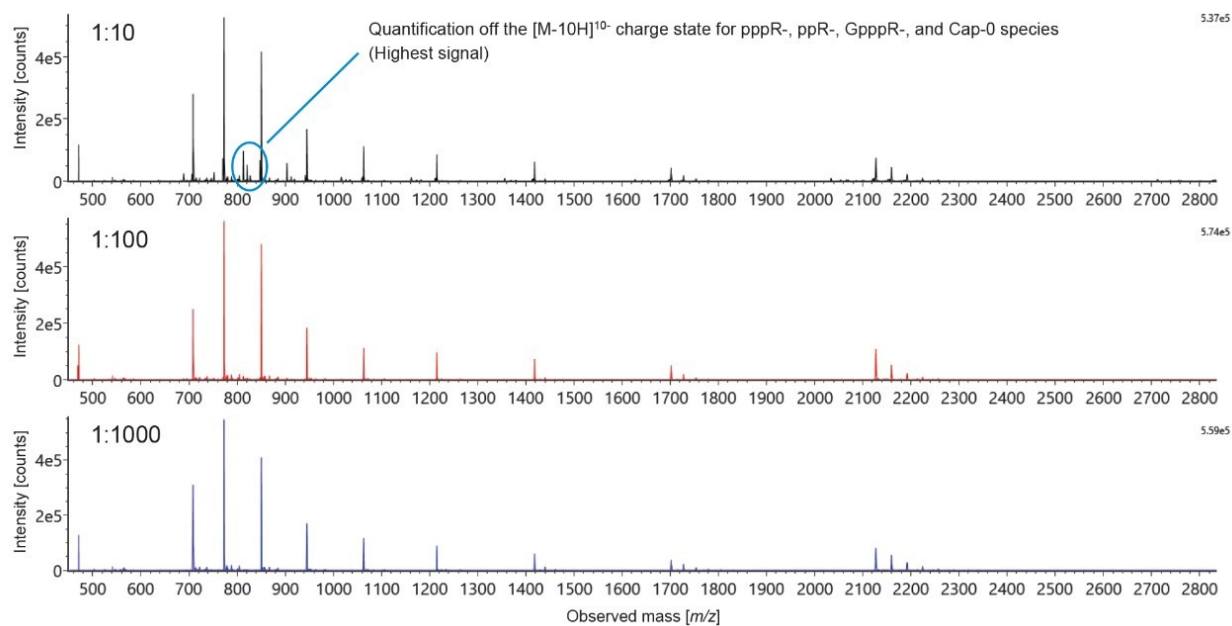 1:10
Quantification off the [M-10H]¹⁰⁻ charge state for pppR-, ppR-, GpppR-, and Cap-0 species
(Highest signal)
5.37e5
Intensity [counts]
4e5
2e5
0
500 600 700 800 900 1000 1100 1200 1300 1400 1500 1600 1700 1800 1900 2000 2100 2200 2300 2400 2500 2600 2700 2800
1:100
5.74e5
Intensity [counts]
4e5
2e5
0
500 600 700 800 900 1000 1100 1200 1300 1400 1500 1600 1700 1800 1900 2000 2100 2200 2300 2400 2500 2600 2700 2800
1:1000
5.59e5
Intensity [counts]
4e5
2e5
0
500 600 700 800 900 1000 1100 1200 1300 1400 1500 1600 1700 1800 1900 2000 2100 2200 2300 2400 2500 2600 2700 2800
Observed mass [m/z]